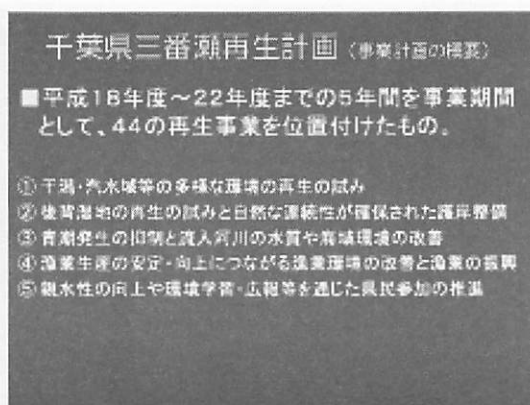 千葉県三番瀬再生計画（事業計画の概要）
■平成18年度～22年度までの5年間を事業期間
として、44の再生事業を位置付けたもの。
①干潟・汽水域等の多様な環境の再生の試み
②後背湿地の再生の試みと自然な連続性が確保された護岸整備
③青潮発生の抑制と流入河川の水質や底域環境の改善
④漁業生産の安定・向上につながる漁業環境の改善と漁業の振興
⑤親水性の向上や環境学習・広報等を通じた県民参加の推進